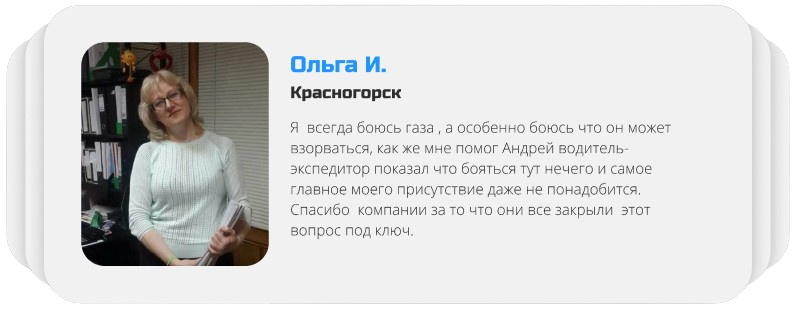 Ольга И.
Красногорск
Я всегда боюсь газа , а особенно боюсь что он может
взорваться, как же мне помог Андрей водитель-
экспедитор показал что бояться тут нечего и самое
главное моего присутствие даже не понадобится.
Спасибо компании за то что они все закрыли этот
вопрос под ключ.